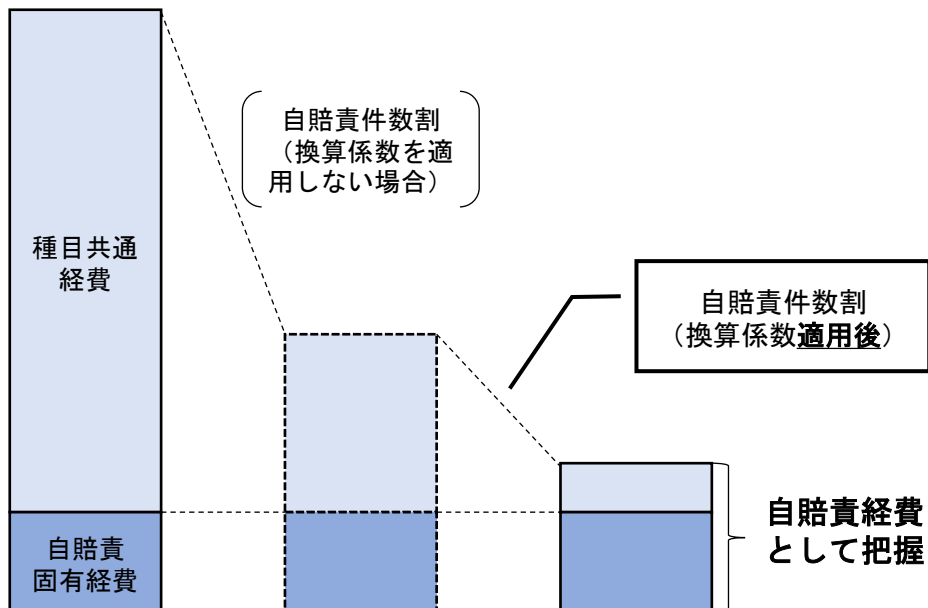 自賠責件数割
（換算係数を適
用しない場合）
種目共通
経費
自賠責件数割
（換算係数適用後）
自賠責経費
として把握
自賠責
固有経費